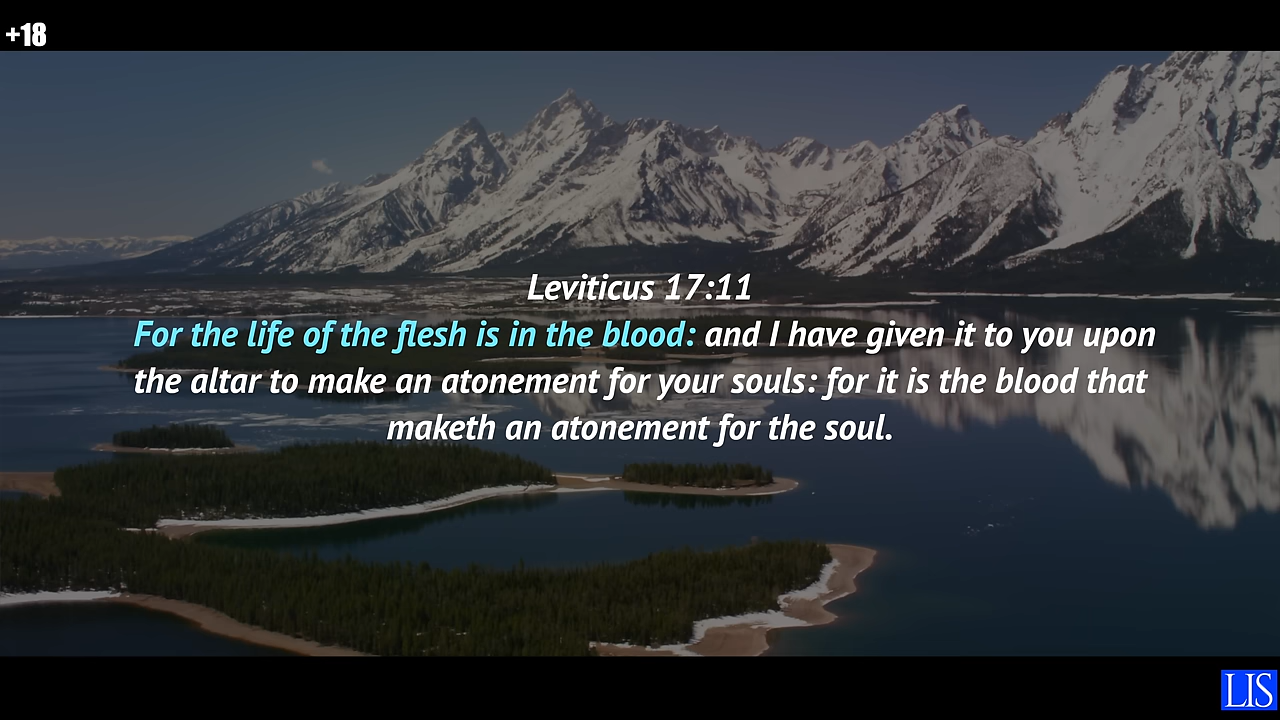 +18
Leviticus 17:11
For the life of the flesh is in the blood: and I have given it to you upon
the altar to make an atonement for your souls: for it is the blood that
maketh an atonement for the soul.
LIS